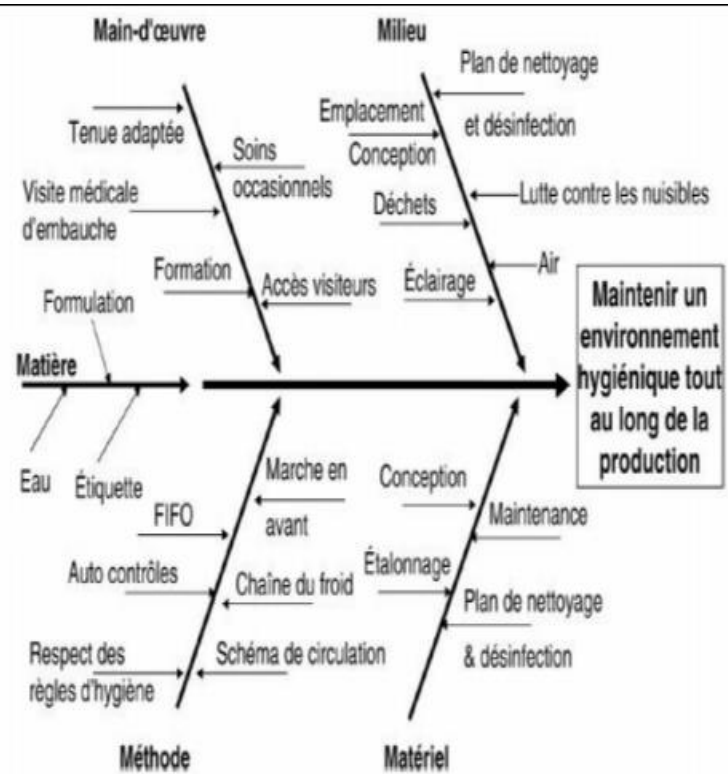 Main-d'œuvre
Milieu
Plan de nettoyage
et désinfection
Emplacement
Conception
Tenue adaptée
Soins
occasionnels
Lutte contre les nuisibles
Visite médicale
d'embauche
Déchets
Formation
Accès visiteurs
Éclairage
Air
Formulation
Matière
Maintenir un
environnement
hygiénique tout
au long de la
production
Eau
Étiquette
Marche en
avant
FIFO
Conception
Maintenance
Auto contrôles
Chaîne du froid
Étalonnage
Plan de nettoyage
& désinfection
Respect des
règles d'hygiène
Schéma de circulation
Méthode
Matériel